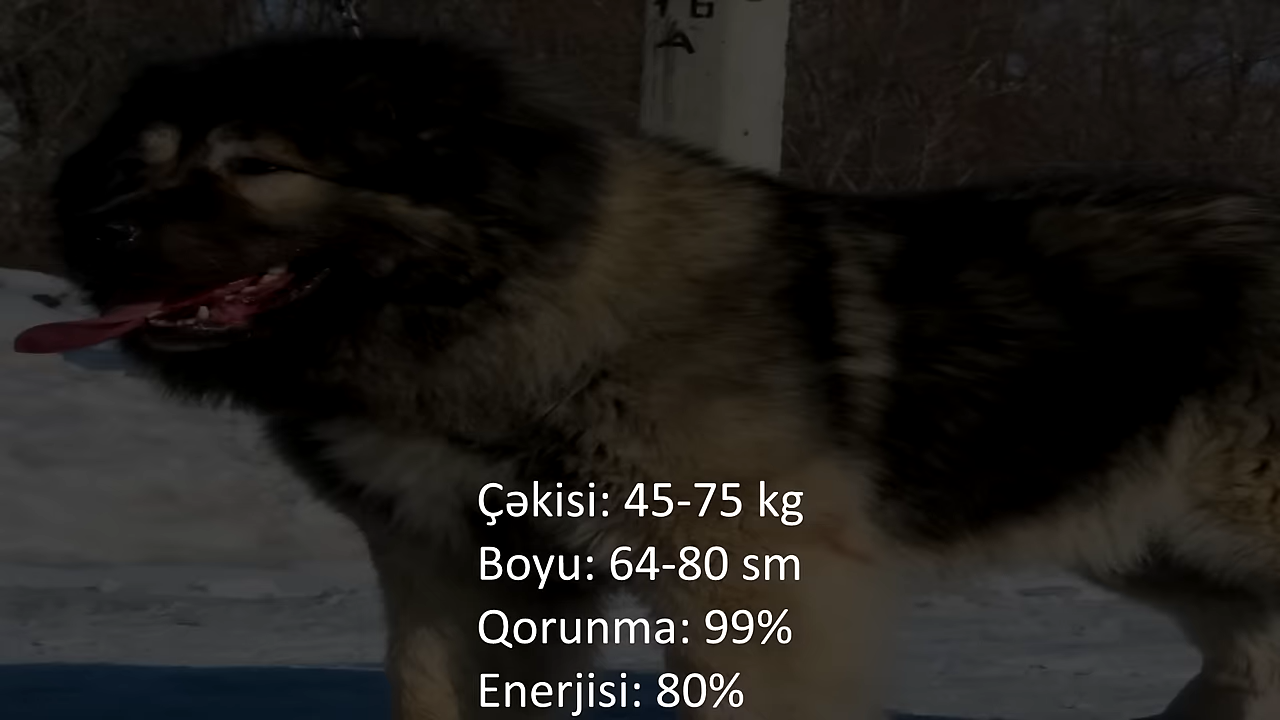 A
Çəkisi: 45-75 kg
Boyu: 64-80 sm
Qorunma: 99%
Enerjisi: 80%